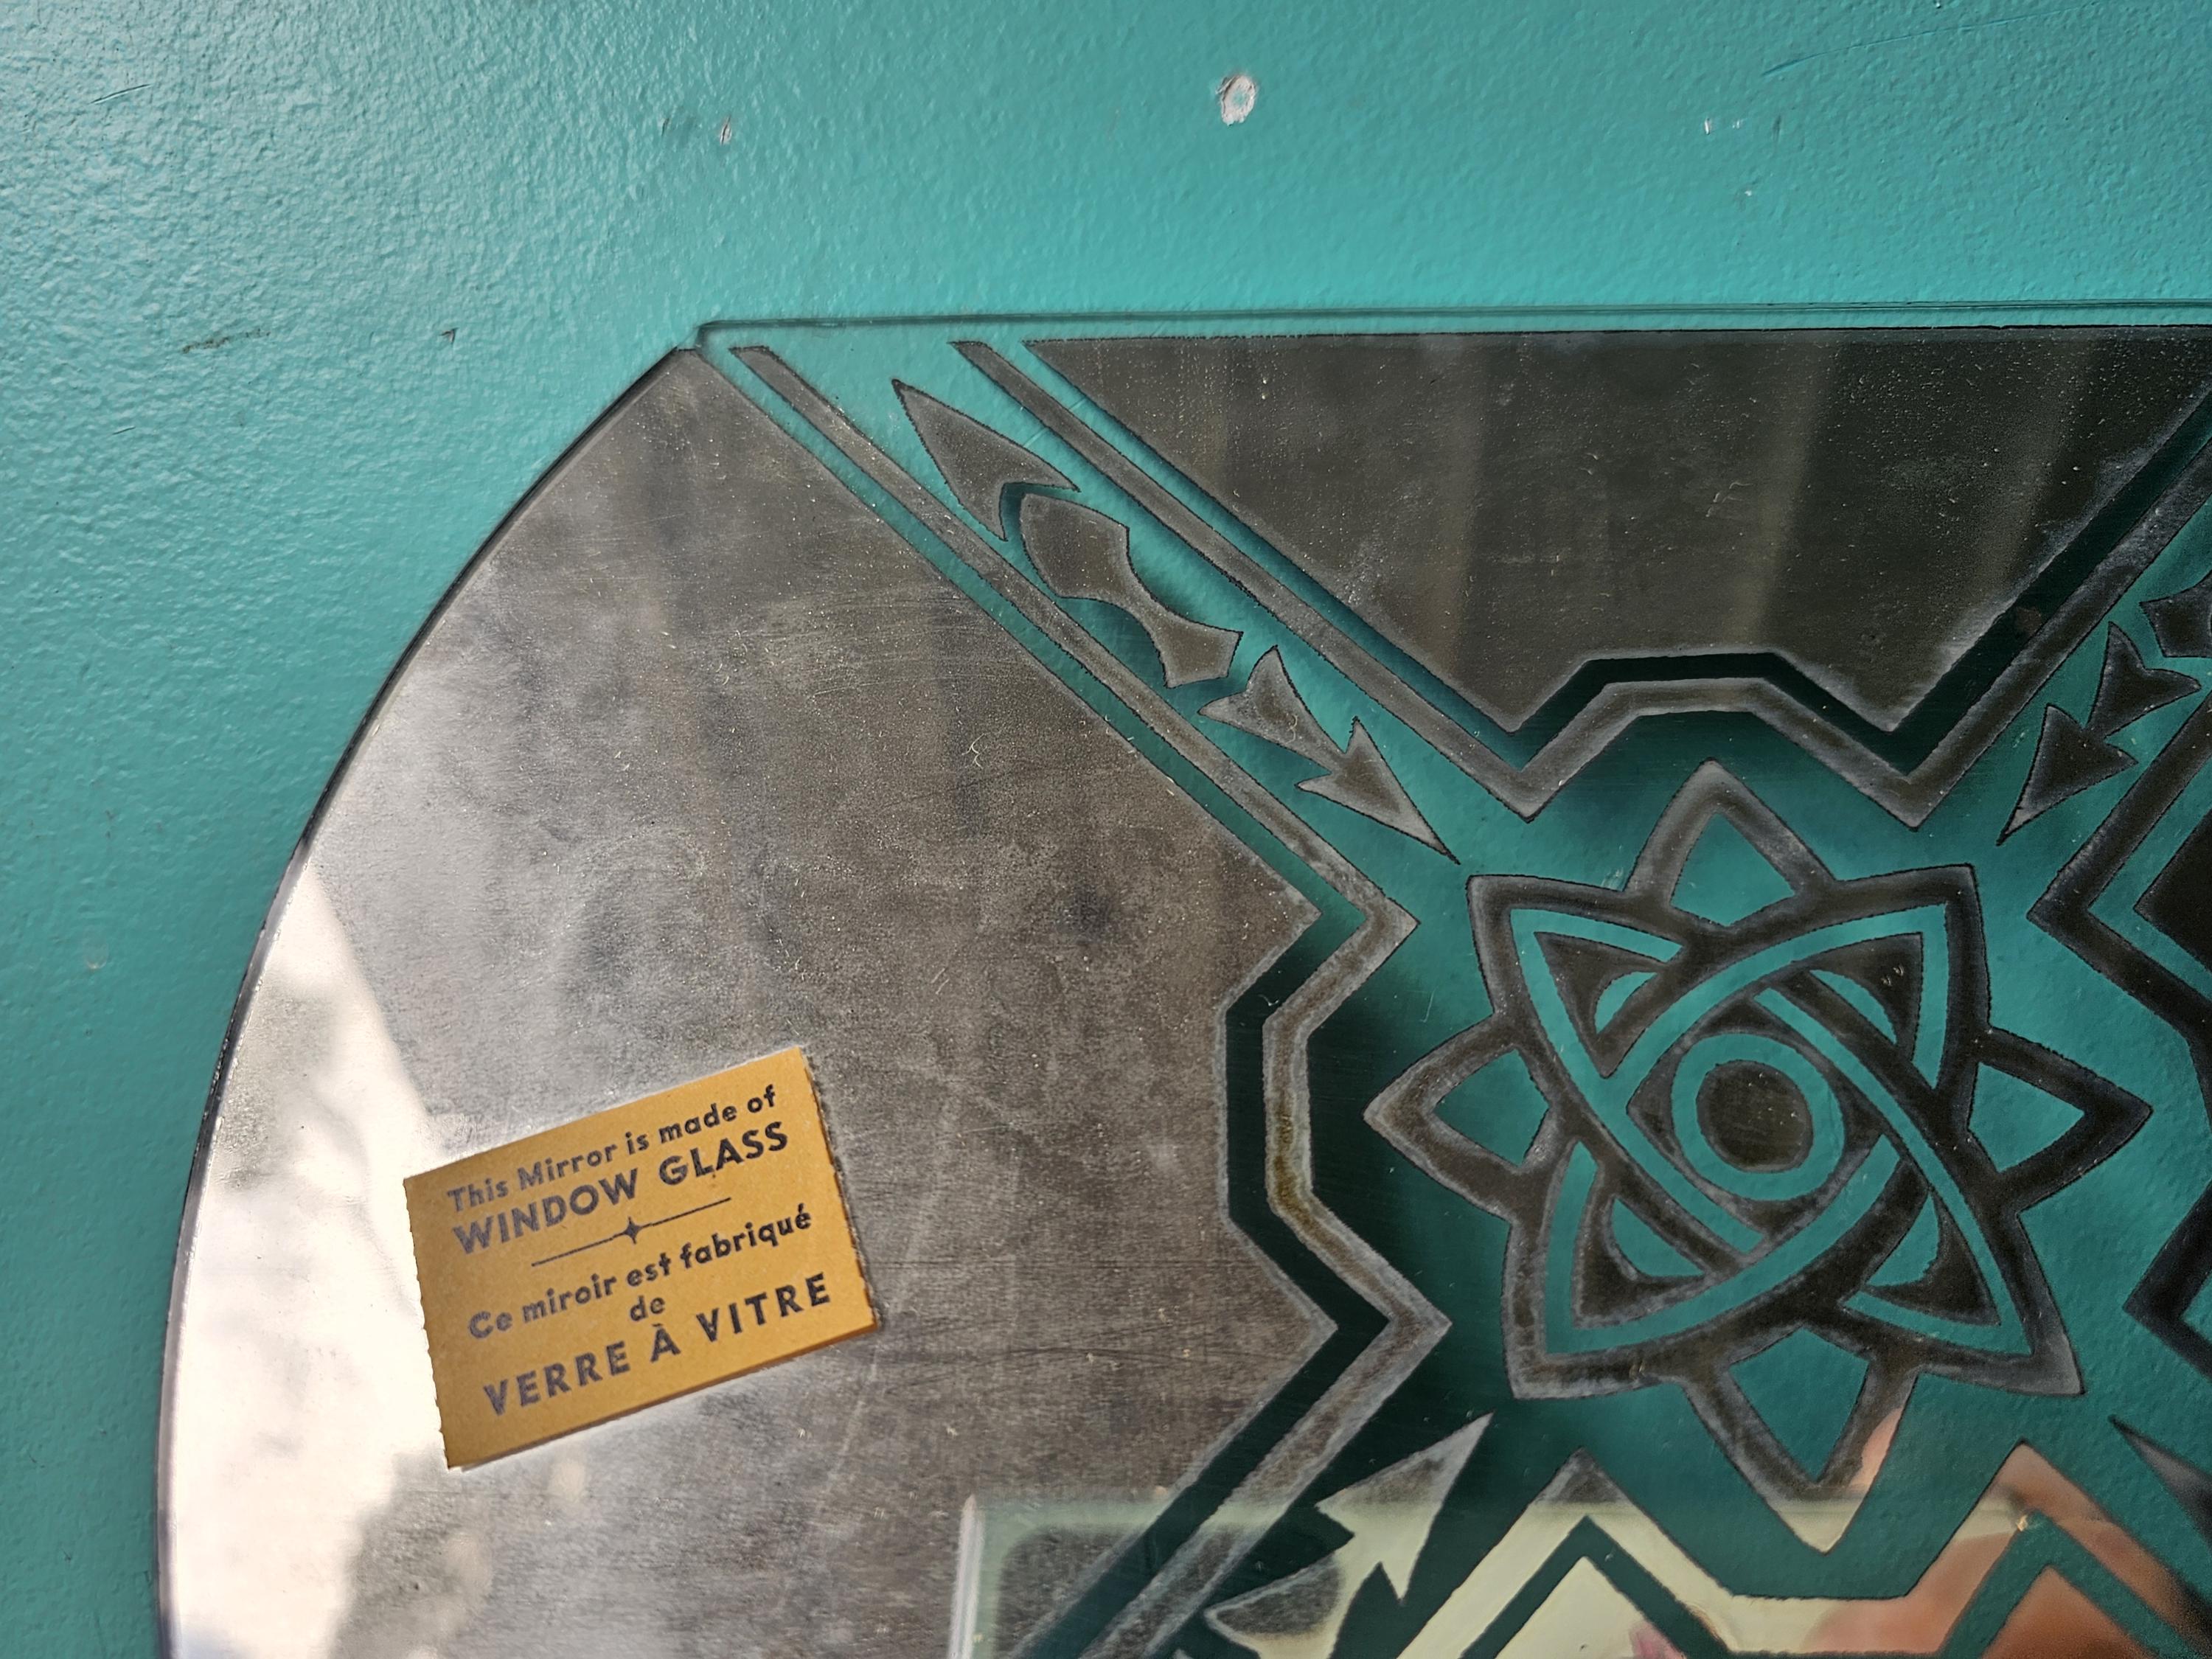 This Mirror is made of
WINDOW GLASS
Ce miroir est fabriqué
de
VERRE À VITRE